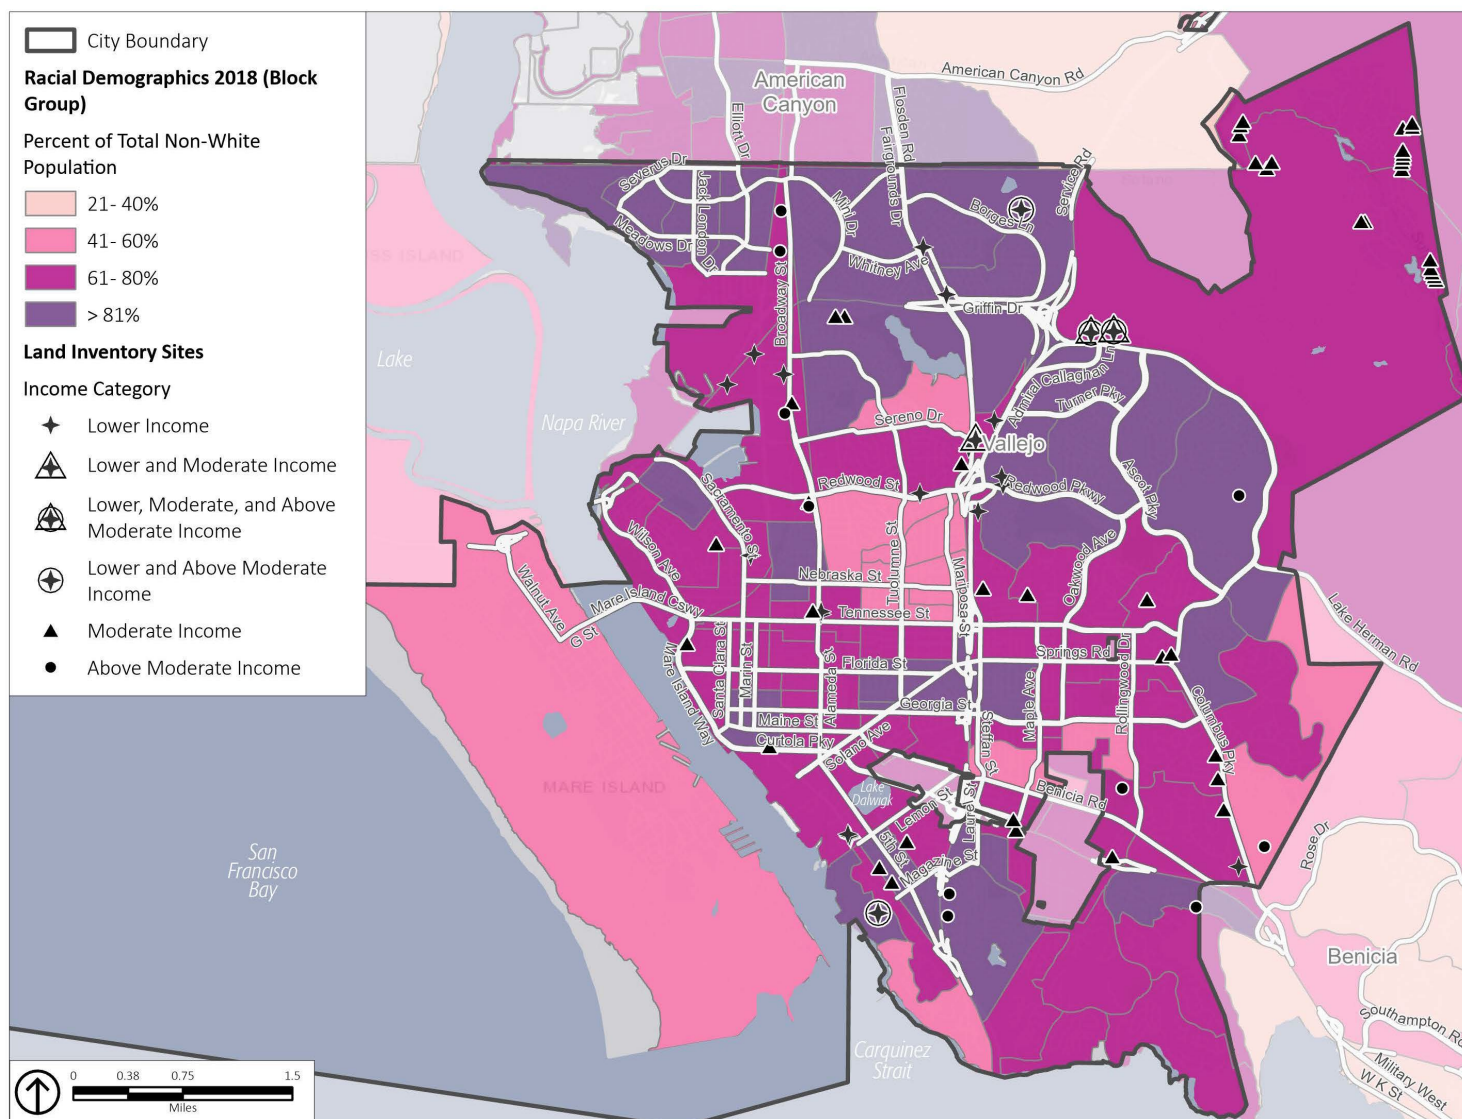 City Boundary
Racial Demographics 2018 (Block
Group)
Percent of Total Non-White
Population
21- 40%
41- 60%
61- 80%
> 81%
Land Inventory Sites
Income Category
Lower Income
Lower and Moderate Income
Lower, Moderate, and Above
Moderate Income
Lower and Above Moderate
Income
Moderate Income
Above Moderate Income
American
Canyon
American Canyon Rd
Elliott Dr
Flosden Rd
Fairgrounds Dr
Service Rd
Severus Dr
Jack London Dr
Meadows Dr
Mini Dr
Borges Ln
Whitney Ave
Broadway St
Griffin Dr
ISLAND
Lake
Napa River
Admiral Callaghan Ln
Turner Pky
Sereno Dr
Vallejo
Ascot Pky
Redwood St
Redwood Pkwy
Sacramento St
Wilson Ave
Tuolumne St
Oakwood Ave
Nebraska St
Mariposa St
Walnut Ave
G St
Mare Island Cswy
Tennessee St
Lake Herman Rd
Santa Clara St
Marin St
Florida St
Springs Rd
Rollingwood Dr
Mare Island Way
Alameda St
Georgia St
Maple Ave
Columbus Pky
Maine St
Curtola Pky
Solano Ave
Steffan St
MARE ISLAND
Lake
Dalwigk
Lemon St
Laurel St
Benicia Rd
5th St
Magazine St
Rose Dr
San
Francisco
Bay
Benicia
Southampton Rd
Carquinez
Strait
Military West
W K St
0
0.38
0.75
1.5
Miles